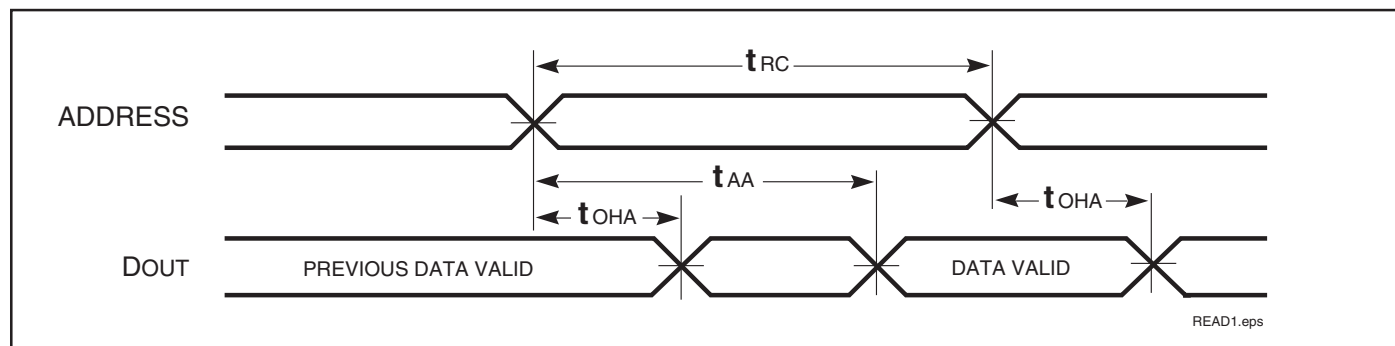 tRC
ADDRESS
tAA
tOHA
tOHA
DOUT
PREVIOUS DATA VALID
DATA VALID
READ1.eps